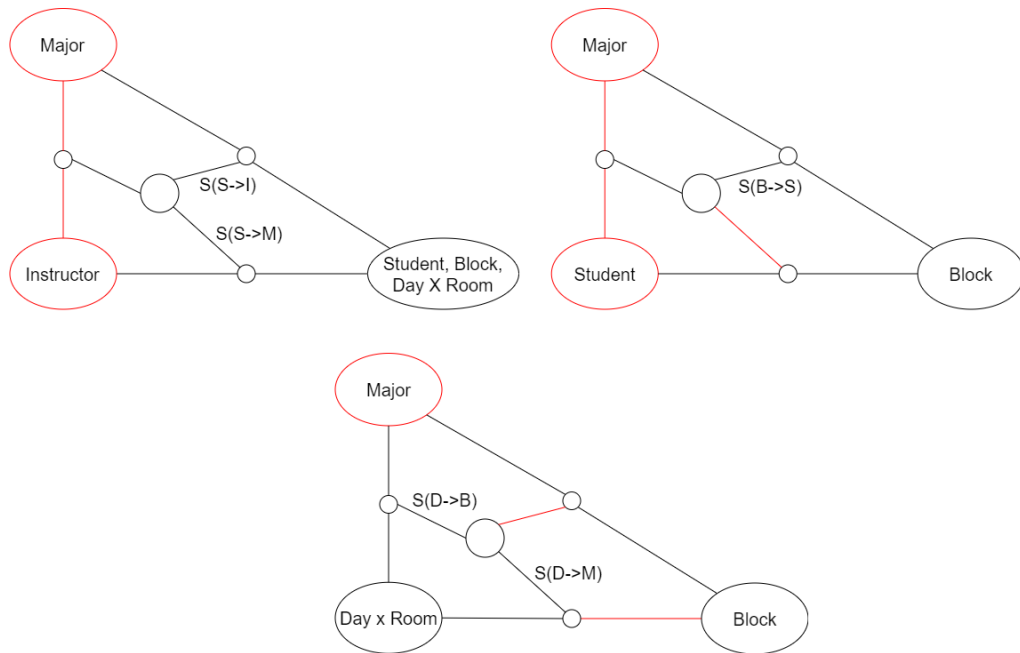 Major
S(S->I)
S(S->M)
Instructor
Student, Block,
Day X Room
Major
S(B->S)
Student
Block
Major
S(D->B)
S(D->M)
Day x Room
Block